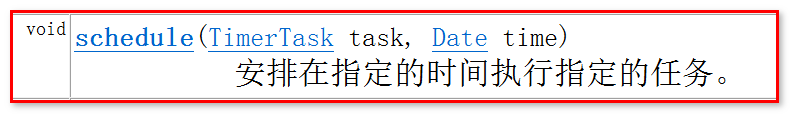 void schedule(TimerTask task, Date time)
安排在指定的时间执行指定的任务。